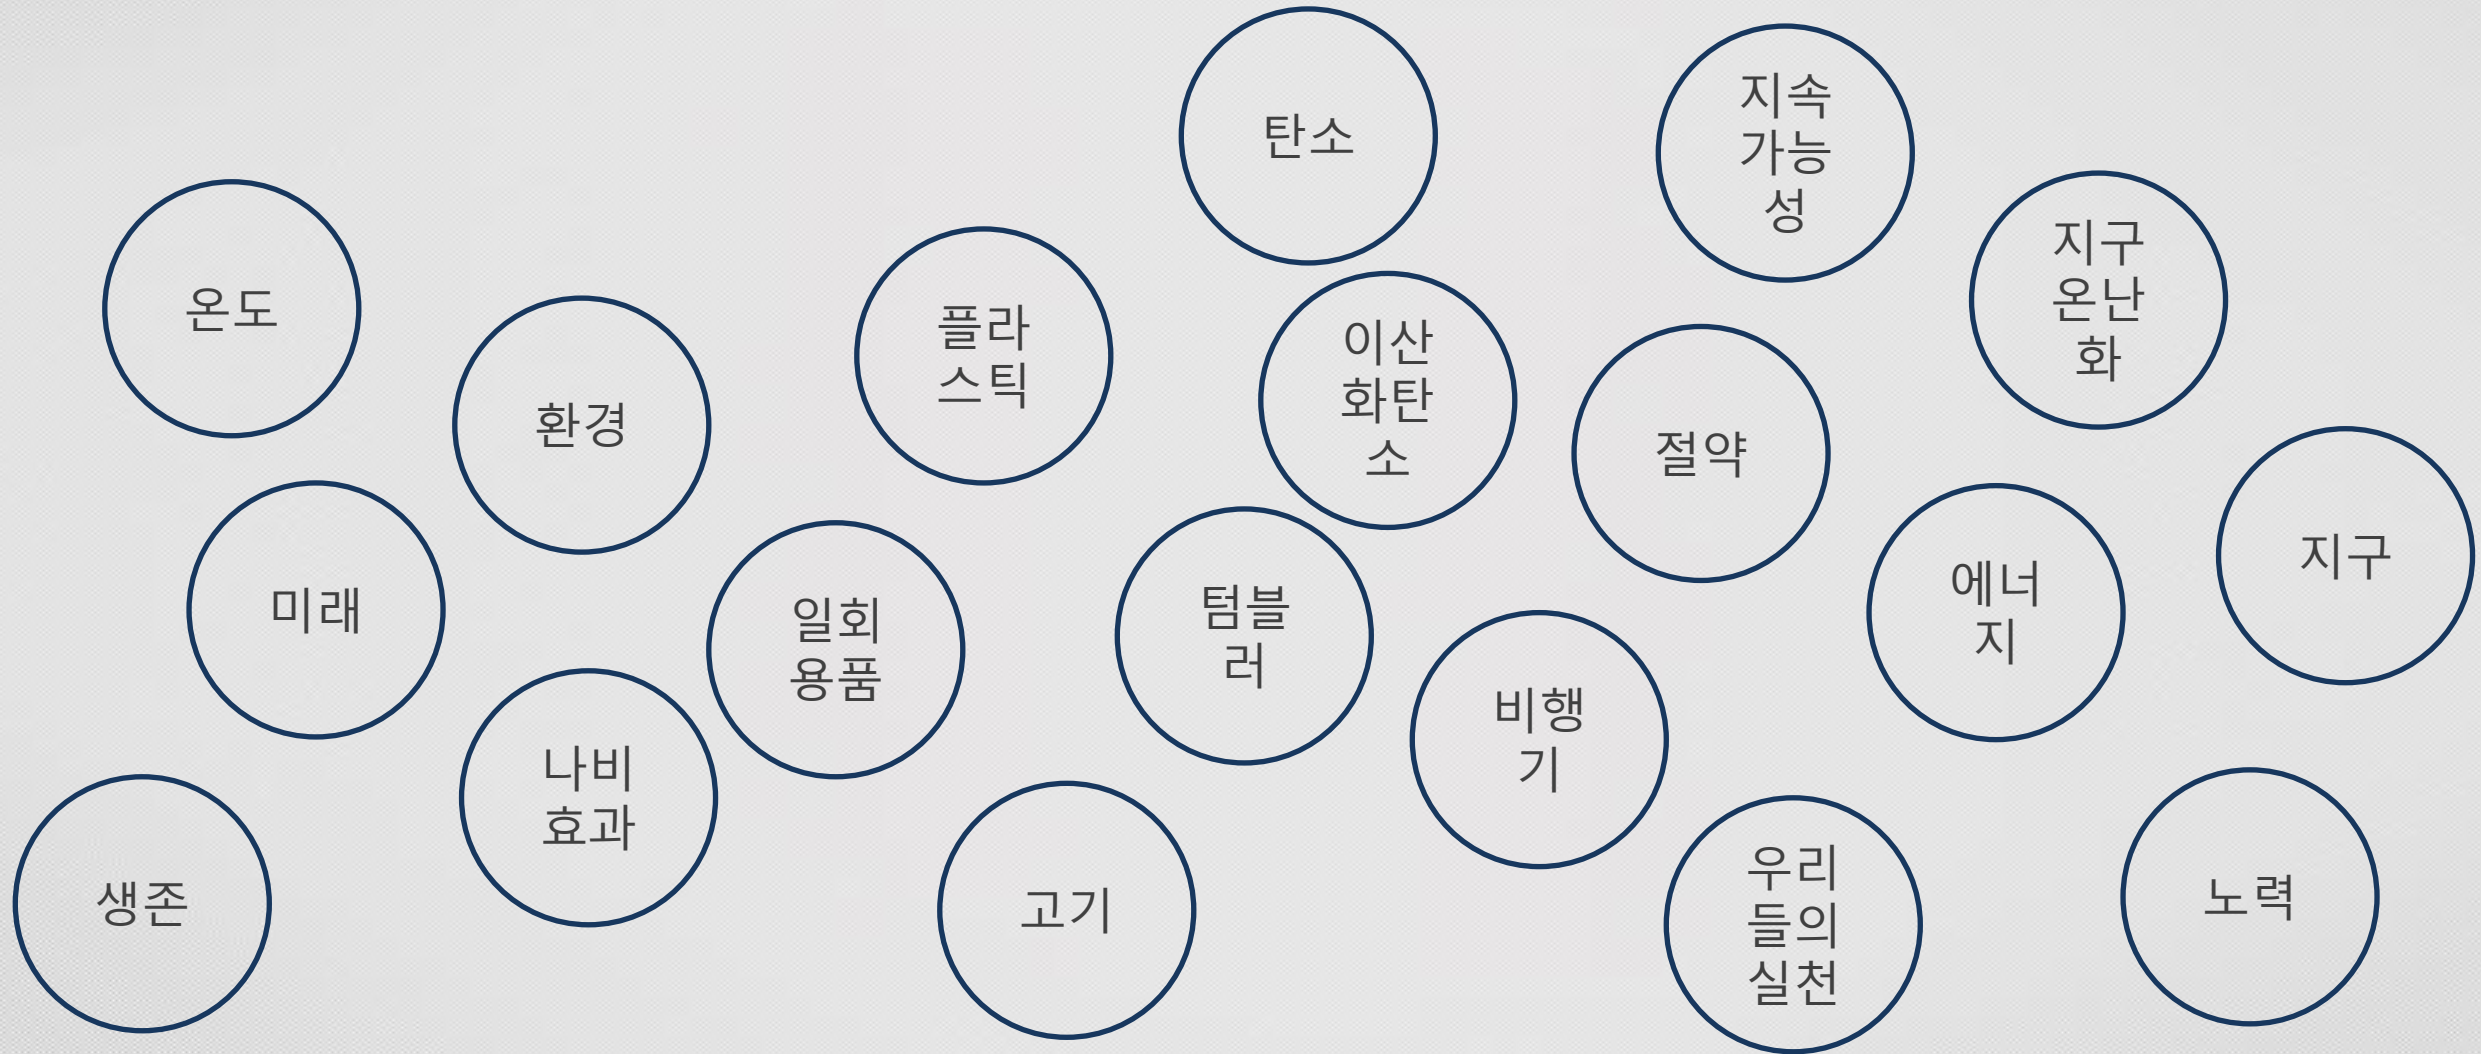 탄소
지속
가능
성
지구
온난
화
온도
플라
스틱
이산
화탄
소
환경
절약
지구
미래
일회
용품
텀블
러
에너
지
비행
기
나비
효과
생존
고기
우리
들의
실천
노력